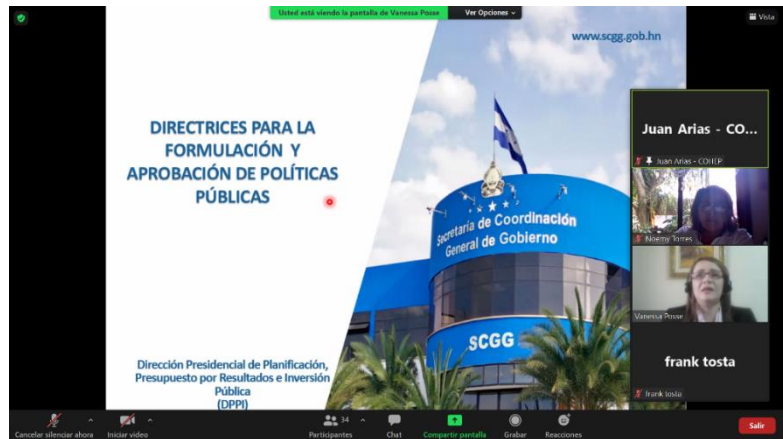 Usted está viendo la pantalla de Vanessa Posse
Ver Opciones
Vista
www.scgg.gob.hn
DIRECTRICES PARA LA
FORMULACIÓN Y
APROBACIÓN DE POLÍTICAS
PÚBLICAS
Secretaría de Coordinación
General de Gobierno
SCGG
Dirección Presidencial de Planificación,
Presupuesto por Resultados e Inversión
Pública
(DPPI)
Juan Arias - CO...
Juan Arias - COHEP
Noemy Torres
Vanessa Posse
frank tosta
frank tosta
Cancelar silenciar ahora
Iniciar video
34
Participantes
Chat
Compartir pantalla
Grabar
Reacciones
Salir